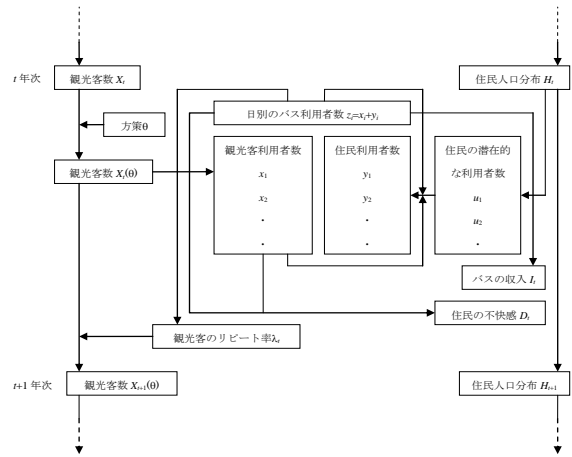 t 年次
観光客数 Xt
住民人口分布 Ht
方策θ
日別のバス利用者数 zi=xi+yi
観光客数 Xt(θ)
観光客利用者数
x1
x2
・
・
住民利用者数
y1
y2
・
・
住民の潜在的
な利用者数
u1
u2
・
・
バスの収入 It
住民の不快感 Dt
観光客のリピート率λt
t+1 年次
観光客数 Xt+1(θ)
住民人口分布 Ht+1